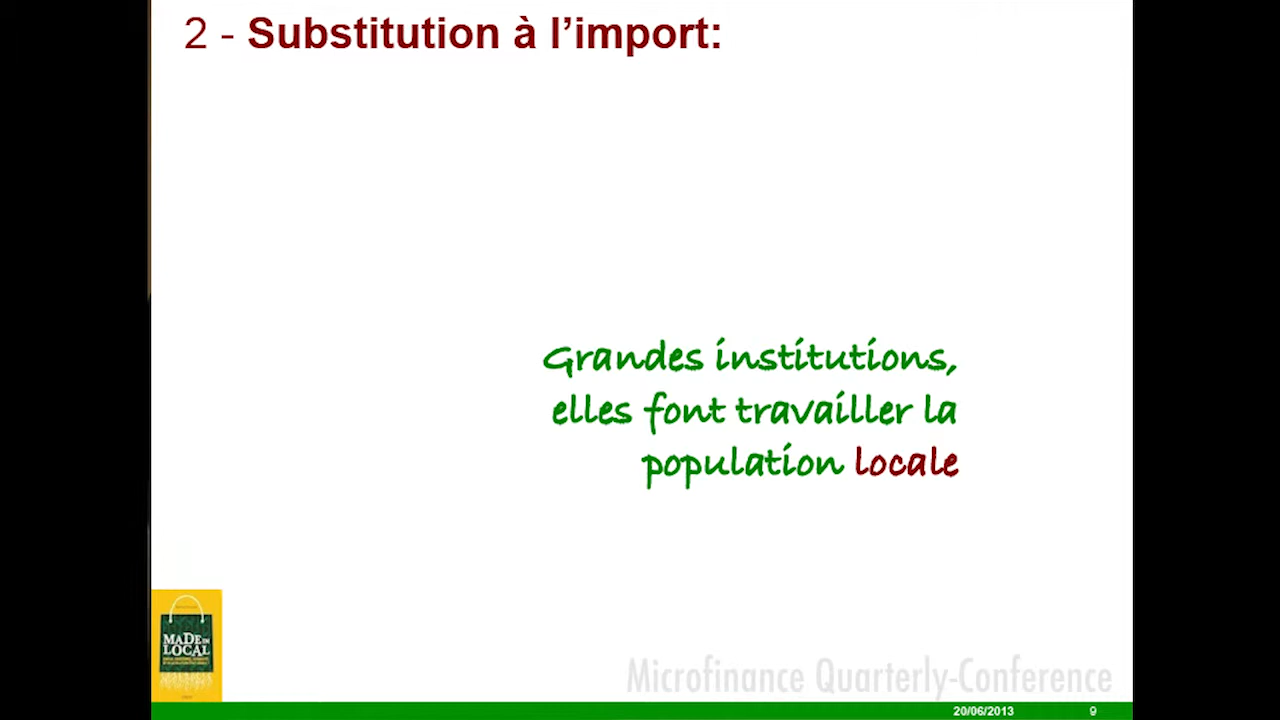 2 - Substitution à l’import:
Grandes institutions,
elles font travailler la
population locale
MADE IN
LOCAL
Microfinance Quarterly-Conference
20/06/2013 9